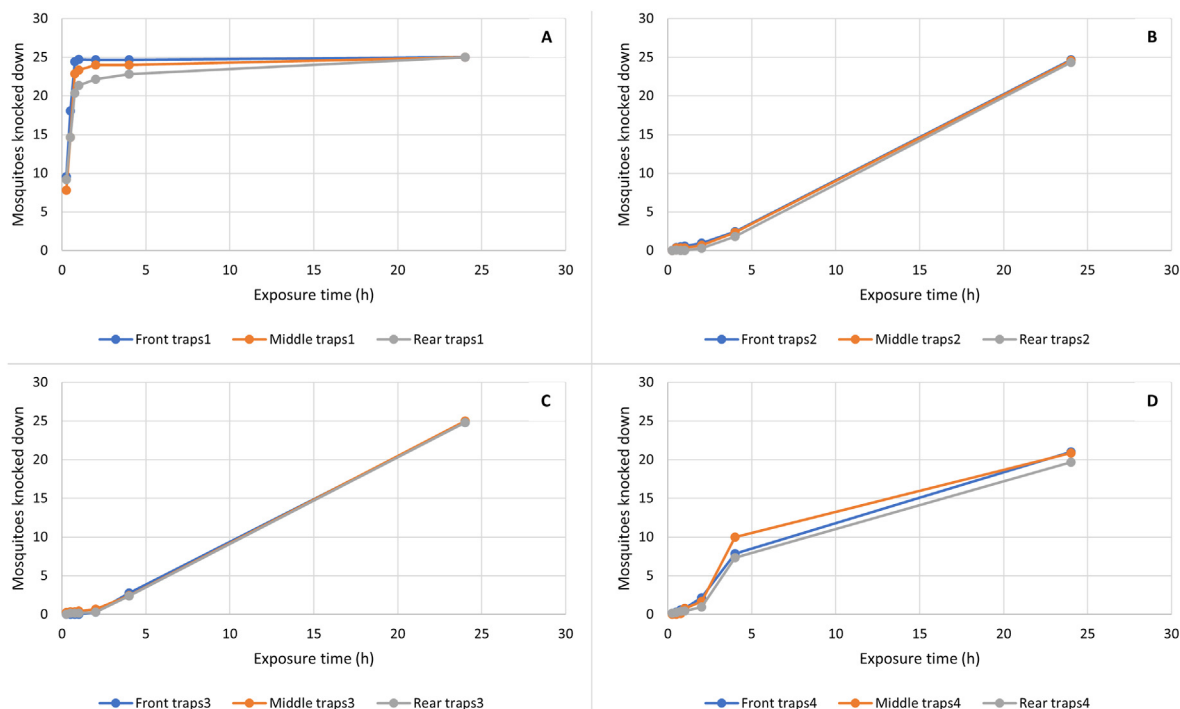 A
30
25
20
15
10
5
0
Mosquitoes knocked down
0 5 10 15 20 25 30
Exposure time (h)
Front traps1 Middle traps1 Rear traps1
B
30
25
20
15
10
5
0
Mosquitoes knocked down
0 5 10 15 20 25 30
Exposure time (h)
Front traps2 Middle traps2 Rear traps2
C
30
25
20
15
10
5
0
Mosquitoes knocked down
0 5 10 15 20 25 30
Exposure time (h)
Front traps3 Middle traps3 Rear traps3
D
30
25
20
15
10
5
0
Mosquitoes knocked down
0 5 10 15 20 25 30
Exposure time (h)
Front traps4 Middle traps4 Rear traps4